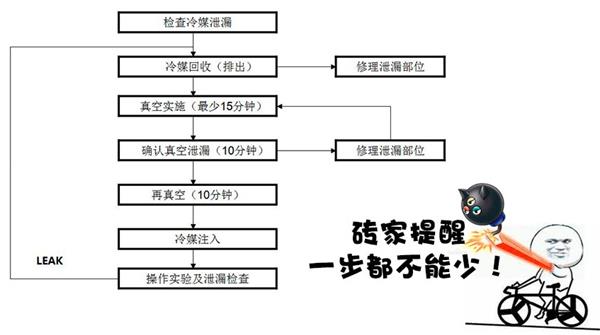 检查冷媒泄漏
冷媒回收（排出）
修理泄漏部位
真空实施（最少15分钟）
确认真空泄漏（10分钟）
修理泄漏部位
再真空（10分钟）
冷媒注入
LEAK
操作实验及泄漏检查
砖家提醒
一步都不能少！